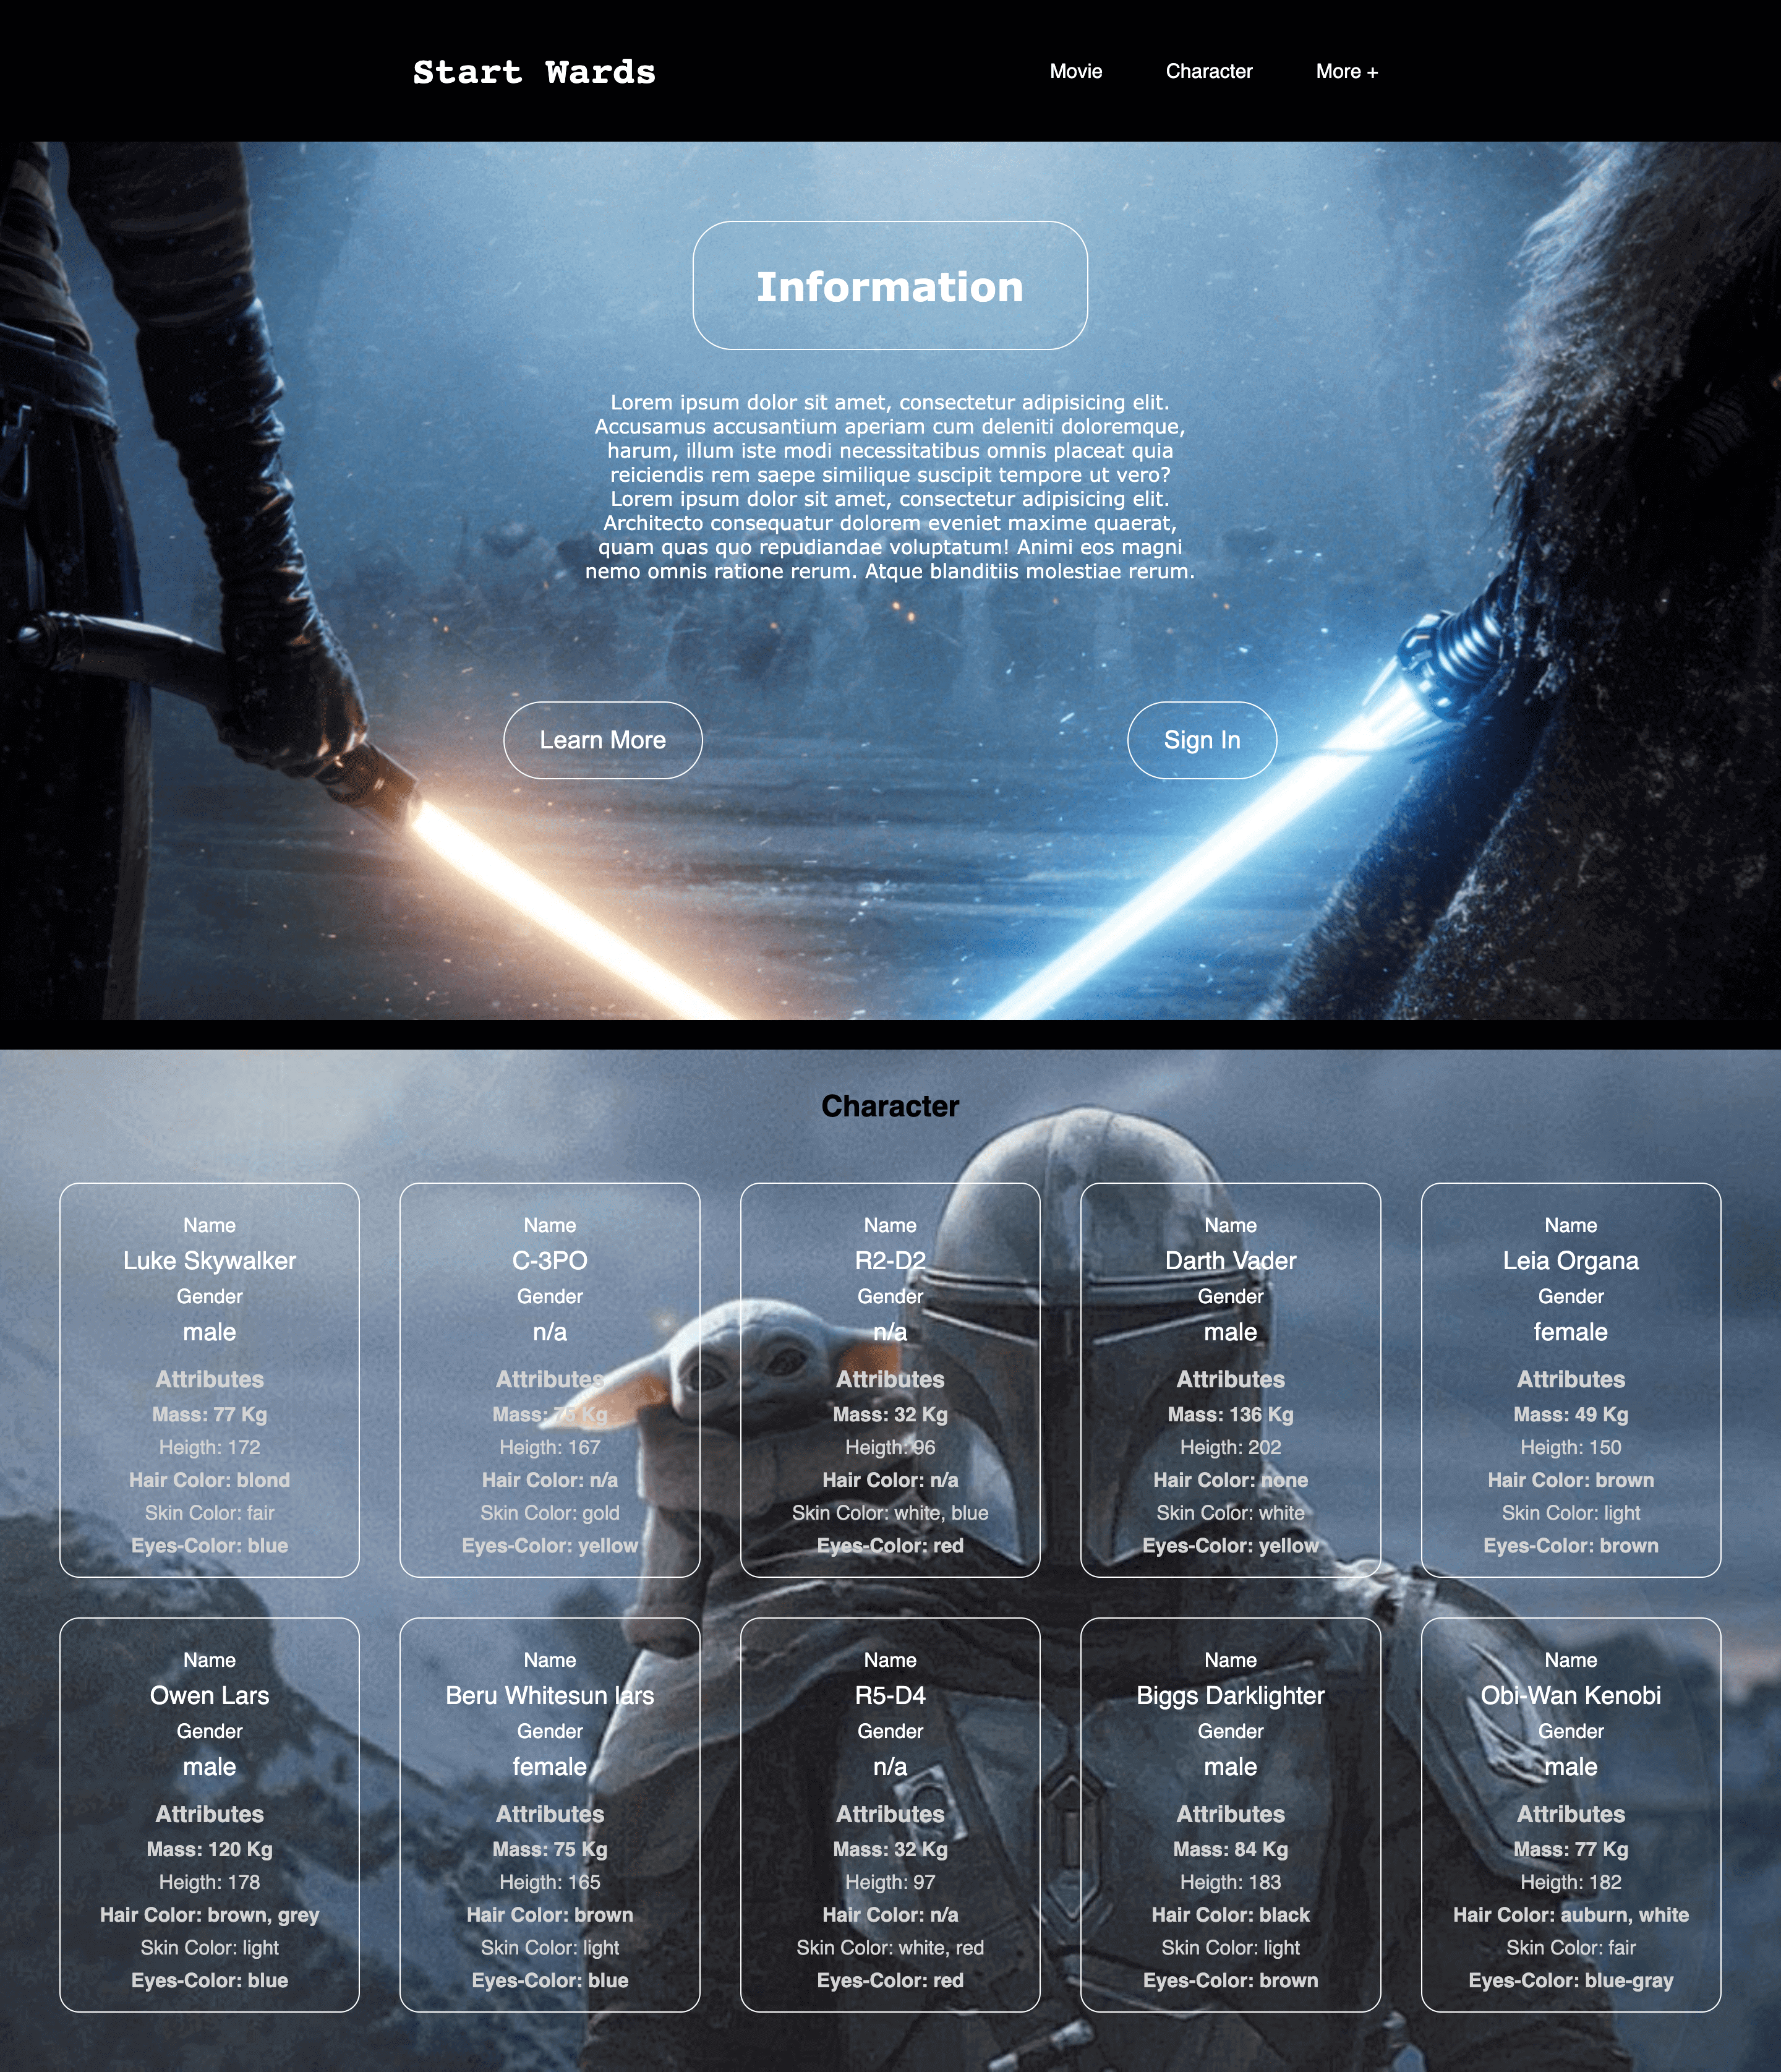 Start Wards
Movie
Character
More +
Information
Lorem ipsum dolor sit amet, consectetur adipisicing elit.
Accusamus accusantium aperiam cum deleniti doloremque,
harum, illum iste modi necessitatibus omnis placeat quia
reiciendis rem saepe similique suscipit tempore ut vero?
Lorem ipsum dolor sit amet, consectetur adipisicing elit.
Architecto consequatur dolorem eveniet maxime quaerat,
quam quas quo repudiandae voluptatum! Animi eos magni
nemo omnis ratione rerum. Atque blanditiis molestiae rerum.
Learn More
Sign In
Character
Name
Luke Skywalker
Gender
male
Attributes
Mass: 77 Kg
Heigth: 172
Hair Color: blond
Skin Color: fair
Eyes-Color: blue
Name
C-3PO
Gender
n/a
Attributes
Mass: 75 Kg
Heigth: 167
Hair Color: n/a
Skin Color: gold
Eyes-Color: yellow
Name
R2-D2
Gender
n/a
Attributes
Mass: 32 Kg
Heigth: 96
Hair Color: n/a
Skin Color: white, blue
Eyes-Color: red
Name
Darth Vader
Gender
male
Attributes
Mass: 136 Kg
Heigth: 202
Hair Color: none
Skin Color: white
Eyes-Color: yellow
Name
Leia Organa
Gender
female
Attributes
Mass: 49 Kg
Heigth: 150
Hair Color: brown
Skin Color: light
Eyes-Color: brown
Name
Owen Lars
Gender
male
Attributes
Mass: 120 Kg
Heigth: 178
Hair Color: brown, grey
Skin Color: light
Eyes-Color: blue
Name
Beru Whitesun lars
Gender
female
Attributes
Mass: 75 Kg
Heigth: 165
Hair Color: brown
Skin Color: light
Eyes-Color: blue
Name
R5-D4
Gender
n/a
Attributes
Mass: 32 Kg
Heigth: 97
Hair Color: n/a
Skin Color: white, red
Eyes-Color: red
Name
Biggs Darklighter
Gender
male
Attributes
Mass: 84 Kg
Heigth: 183
Hair Color: black
Skin Color: light
Eyes-Color: brown
Name
Obi-Wan Kenobi
Gender
male
Attributes
Mass: 77 Kg
Heigth: 182
Hair Color: auburn, white
Skin Color: fair
Eyes-Color: blue-gray